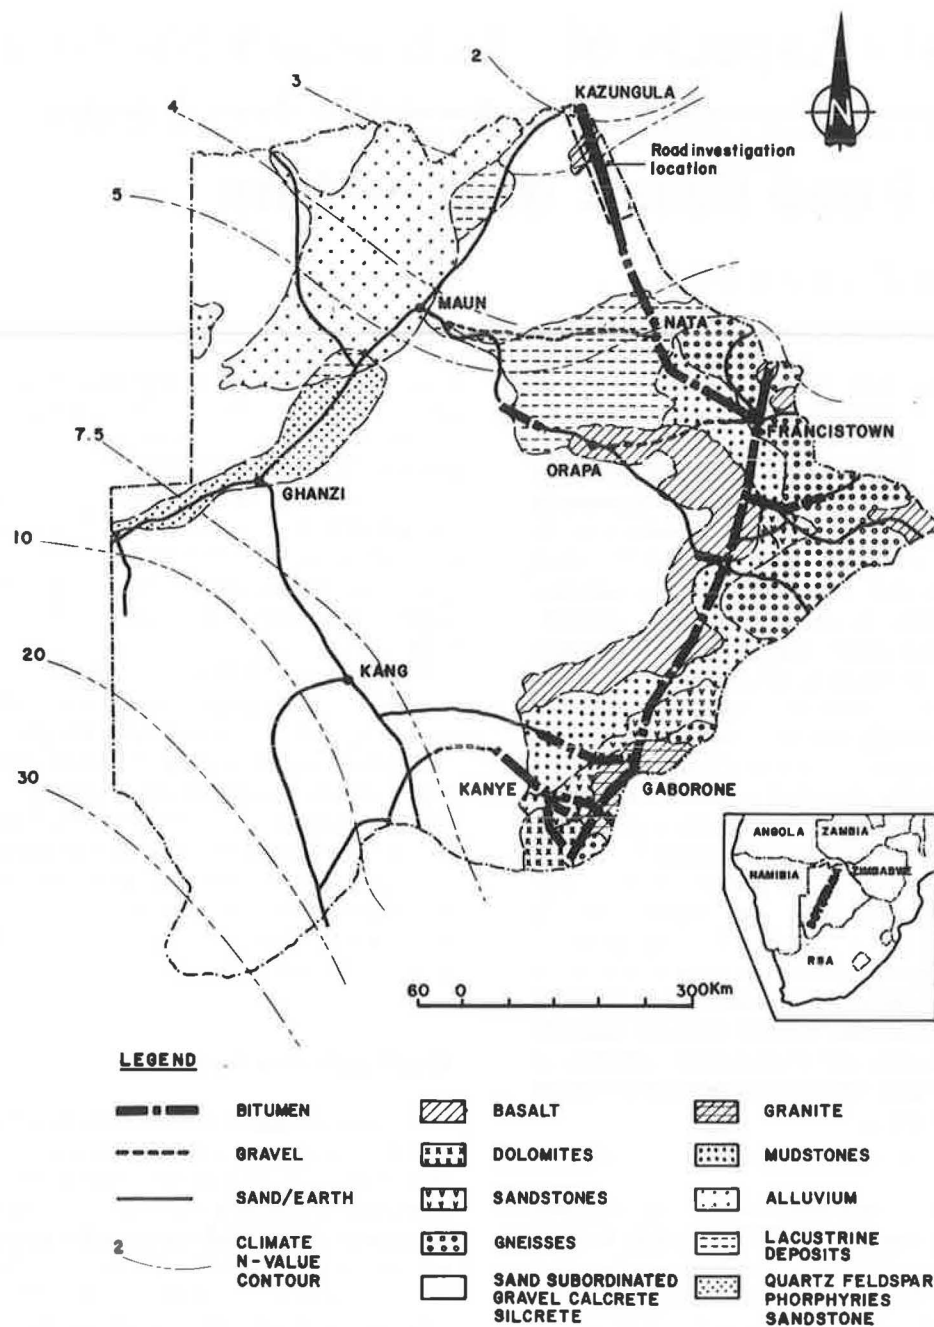 2
KAZUNGULA
3
N
4
Road investigation
location
5
MAUN
NATA
7.5
FRANCISTOWN
ORAPA
GHANZI
10
20
KANG
30
KANYE
GABORONE
ANGOLA
ZAMBIA
NAMIBIA
ZIMBABWE
RSA
60 0 300Km
LEGEND
BITUMEN
BASALT
GRANITE
GRAVEL
DOLOMITES
MUDSTONES
SAND/EARTH
SANDSTONES
ALLUVIUM
2
CLIMATE
N-VALUE
CONTOUR
GNEISSES
LACUSTRINE
DEPOSITS
SAND SUBORDINATED
GRAVEL CALCRETE
SILCRETE
QUARTZ FELDSPAR
PHORPHYRIES
SANDSTONE